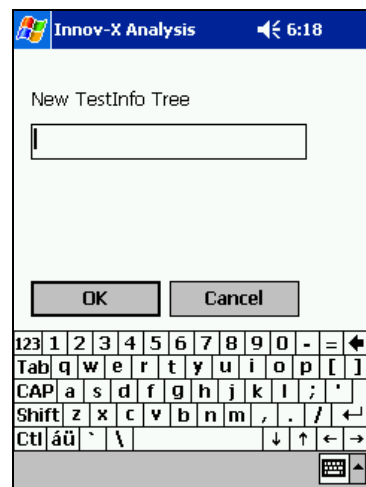 Innov-X Analysis 6:18
New TestInfo Tree
OK Cancel
123 1 2 3 4 5 6 7 8 9 0 - =
Tab q w e r t y u i o p [ ]
CAP a s d f g h j k l ; '
Shift z x c v b n m , . /
Ctl áü ` \